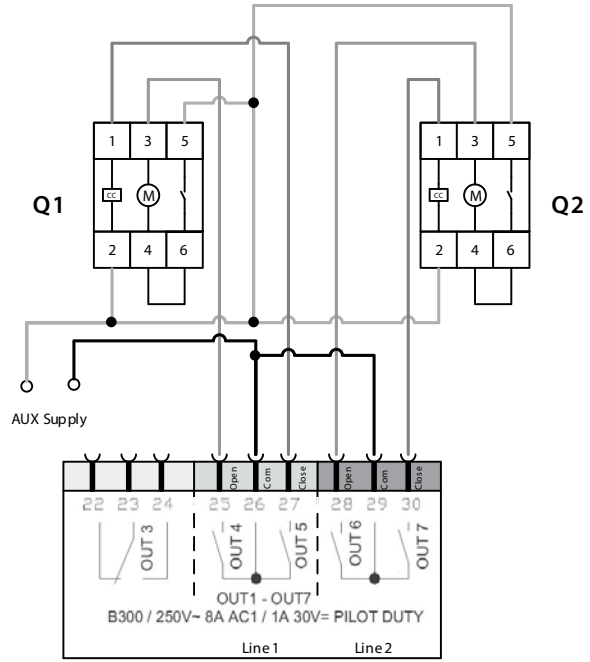 1 3 5
1 3 5
CC M
CC M
Q1
Q2
2 4 6
2 4 6
AUX Supply
Open Com Close Open Com Close
22 23 24 25 26 27 28 29 30
OUT 3 OUT 4 OUT 5 OUT 6 OUT 7
OUT1 - OUT7
B300 / 250V~ 8A AC1 / 1A 30V= PILOT DUTY
Line 1 Line 2